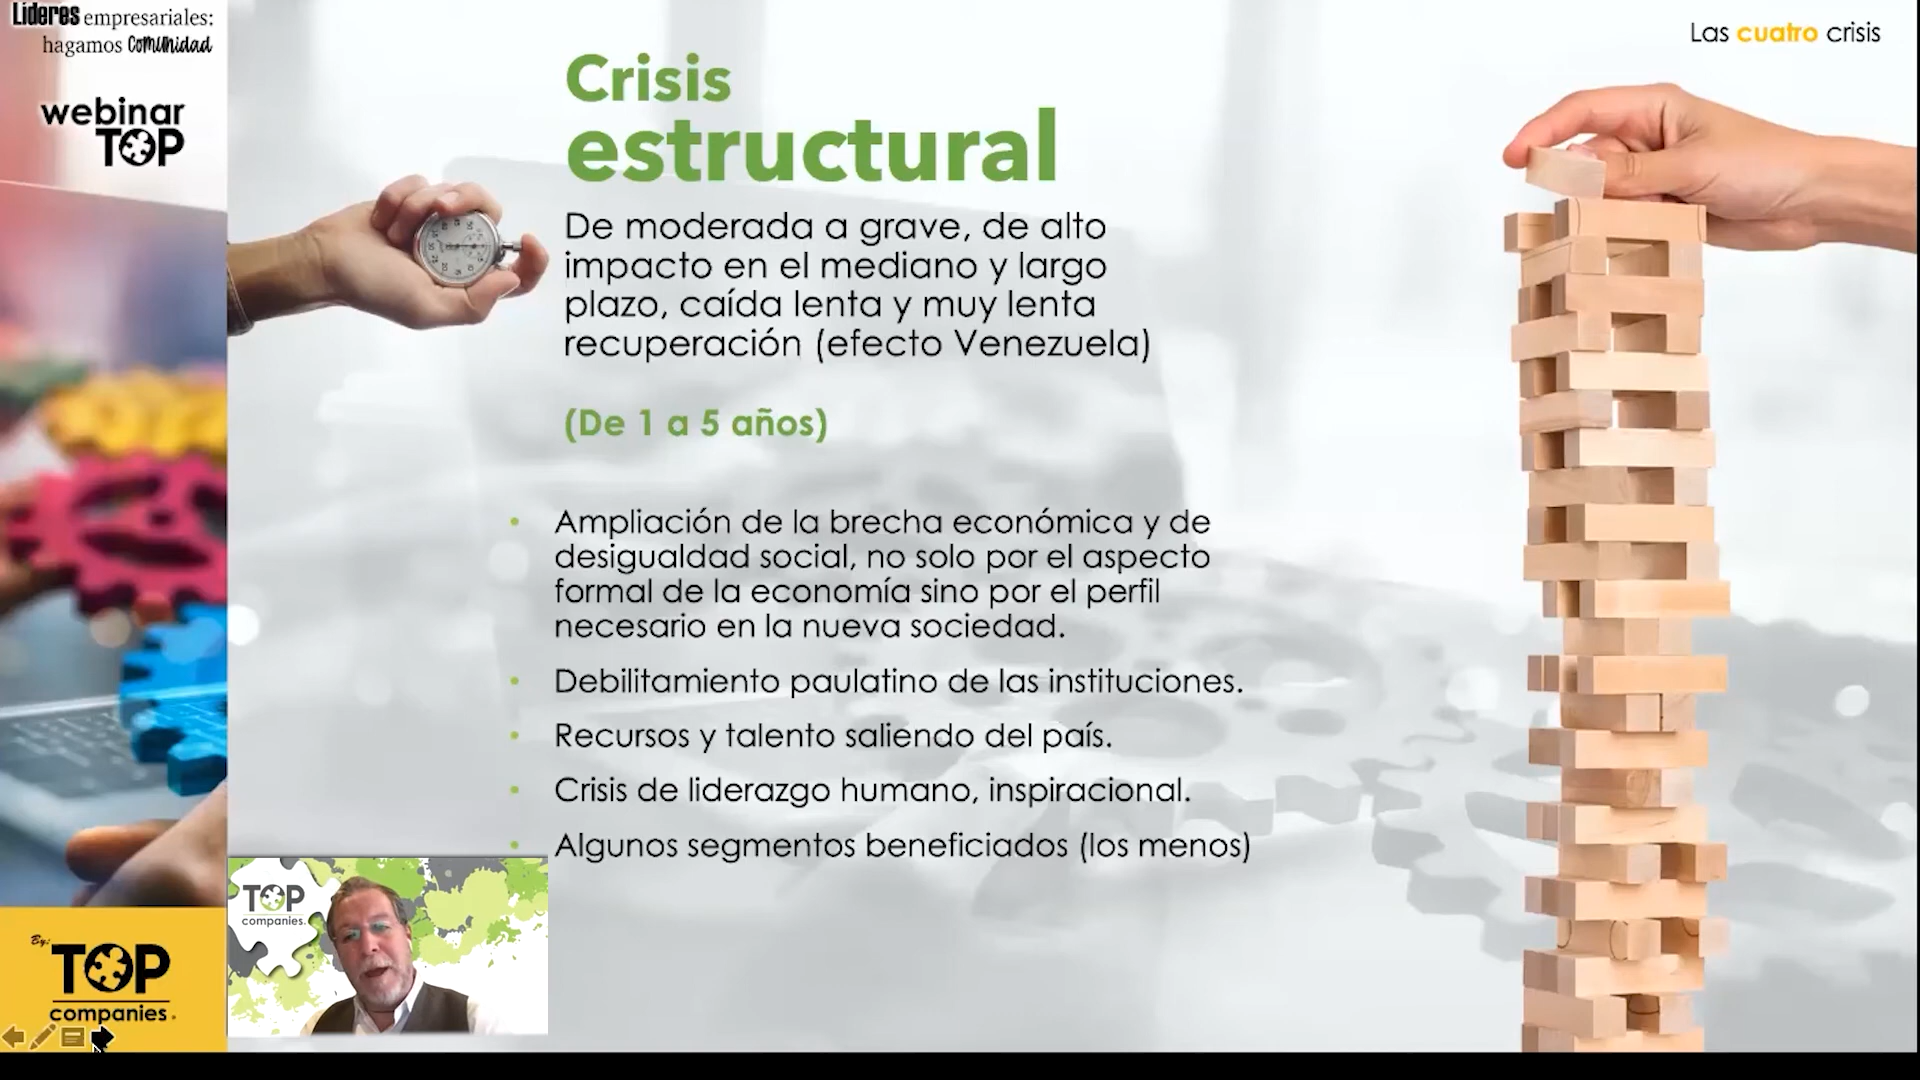 Líderes empresariales:
hagamos comunidad
webinar
TOP
Las cuatro crisis
Crisis
estructural
De moderada a grave, de alto
impacto en el mediano y largo
plazo, caída lenta y muy lenta
recuperación (efecto Venezuela)
(De 1 a 5 años)
• Ampliación de la brecha económica y de
desigualdad social, no solo por el aspecto
formal de la economía sino por el perfil
necesario en la nueva sociedad.
• Debilitamiento paulatino de las instituciones.
• Recursos y talento saliendo del país.
• Crisis de liderazgo humano, inspiracional.
• Algunos segmentos beneficiados (los menos)
TOP
companies.
By:
TOP
companies.